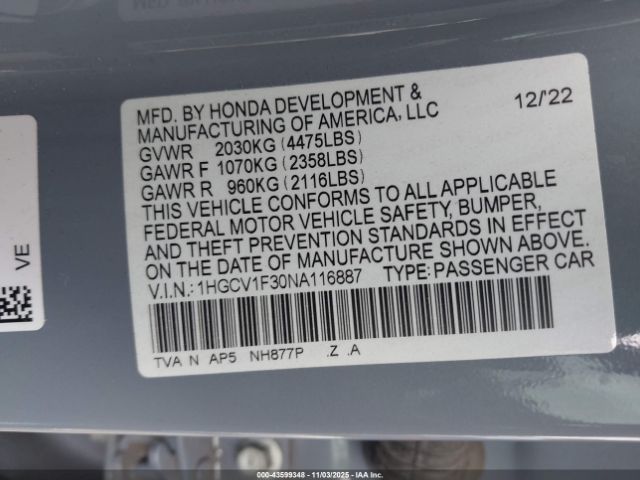 MFD. BY HONDA DEVELOPMENT & 12/'22
MANUFACTURING OF AMERICA, LLC
GVWR 2030KG (4475LBS)
GAWR F 1070KG (2358LBS)
GAWR R 960KG (2116LBS)
THIS VEHICLE CONFORMS TO ALL APPLICABLE
FEDERAL MOTOR VEHICLE SAFETY, BUMPER,
AND THEFT PREVENTION STANDARDS IN EFFECT
ON THE DATE OF MANUFACTURE SHOWN ABOVE.
V.I.N.: 1HGCV1F30NA116887 TYPE: PASSENGER CAR
TVA N AP5 NH877P .Z .A
VE
000-43599348 - 11/03/2025 - IAAI.CA